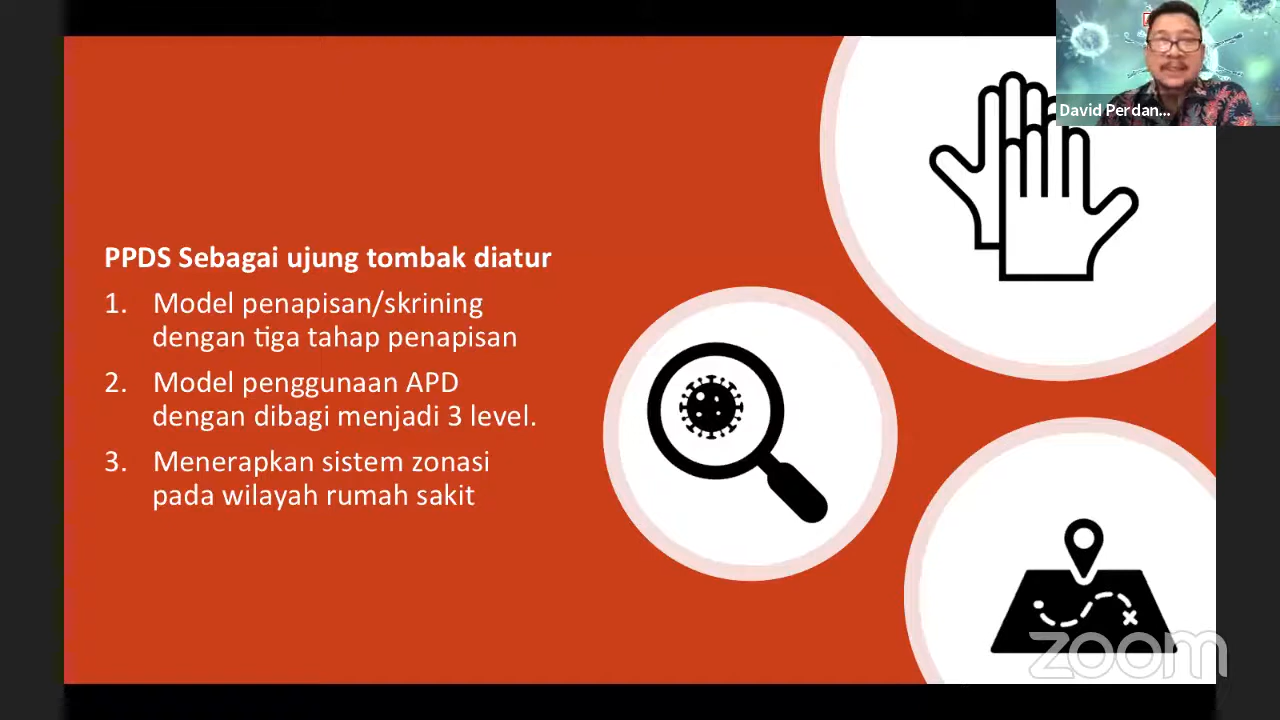 David Perdan...
PPDS Sebagai ujung tombak diatur
1. Model penapisan/skrining
dengan tiga tahap penapisan
2. Model penggunaan APD
dengan dibagi menjadi 3 level.
3. Menerapkan sistem zonasi
pada wilayah rumah sakit
zoom